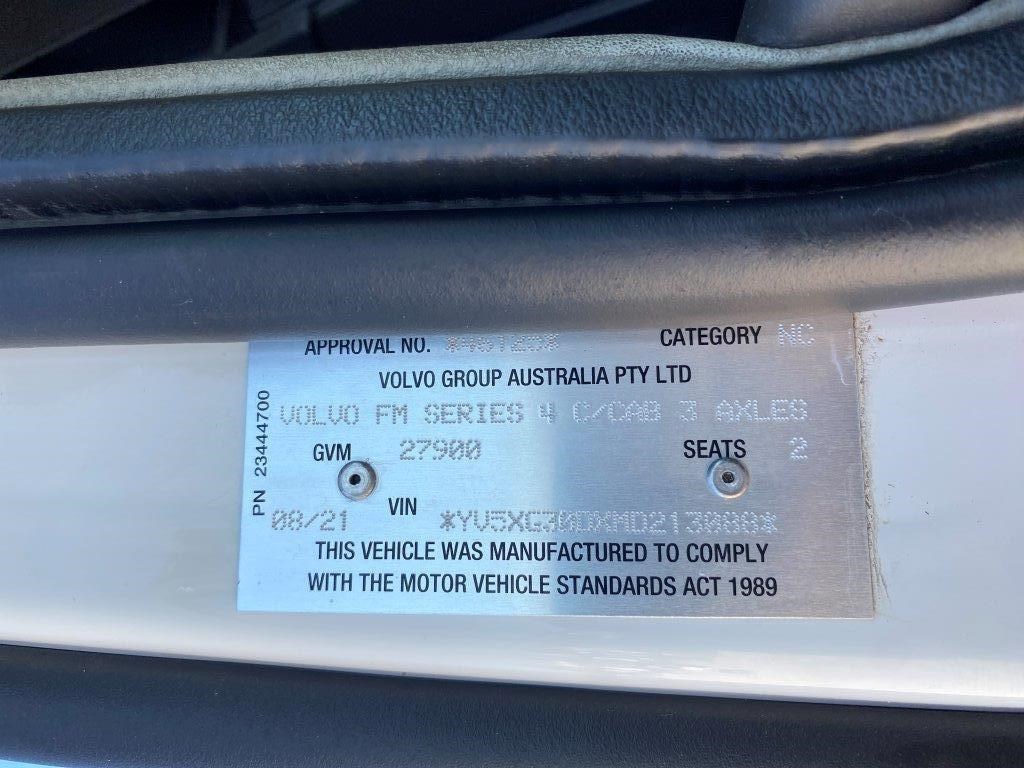 APPROVAL NO. CATEGORY NC
VOLVO GROUP AUSTRALIA PTY LTD
VOLVO FM SERIES 4 C/CAB 3 AXLES
GVM 27900 SEATS 2
08/21 VIN *YV5XG30DXMD213088*
THIS VEHICLE WAS MANUFACTURED TO COMPLY
WITH THE MOTOR VEHICLE STANDARDS ACT 1989
PN 23444700